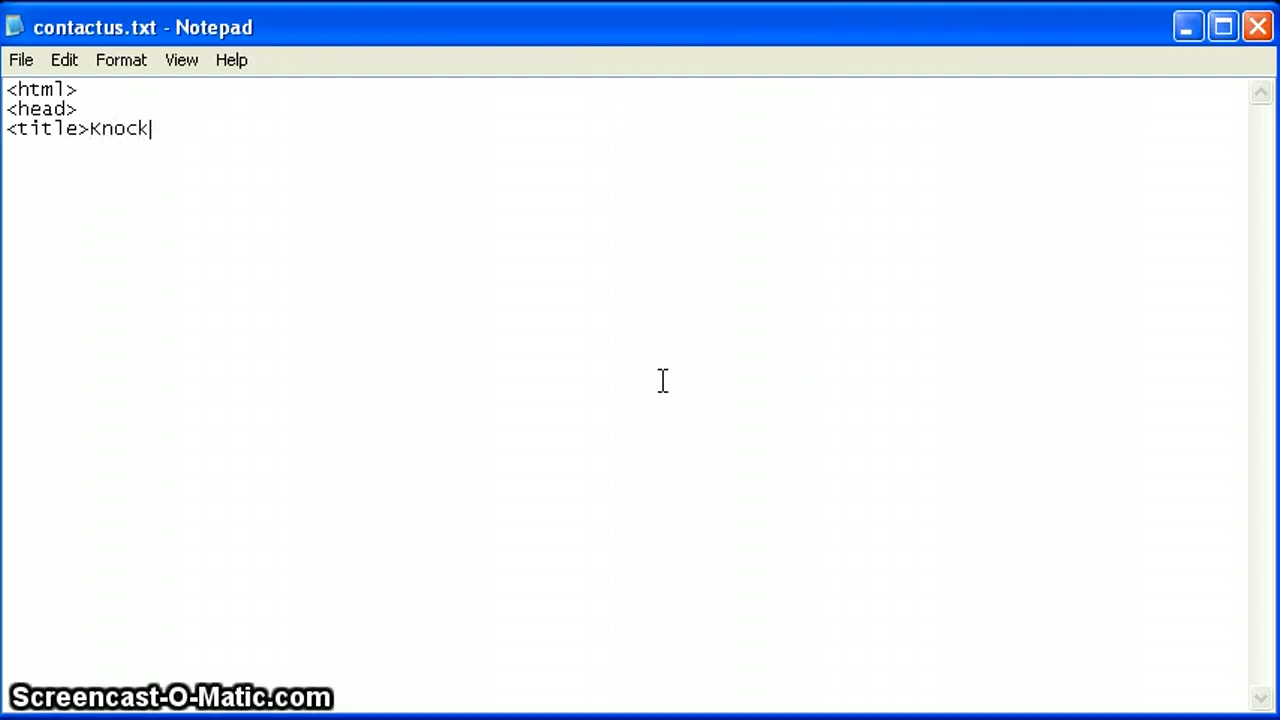 contactus.txt - Notepad
File Edit Format View Help
<html>
<head>
<title>Knock
Screencast-O-Matic.com